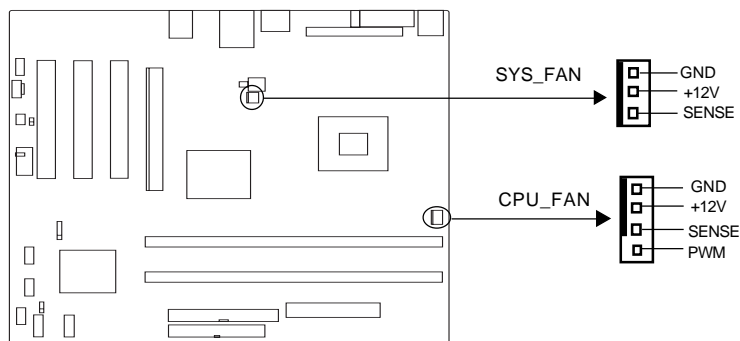 SYS_FAN
GND
+12V
SENSE
CPU_FAN
GND
+12V
SENSE
PWM